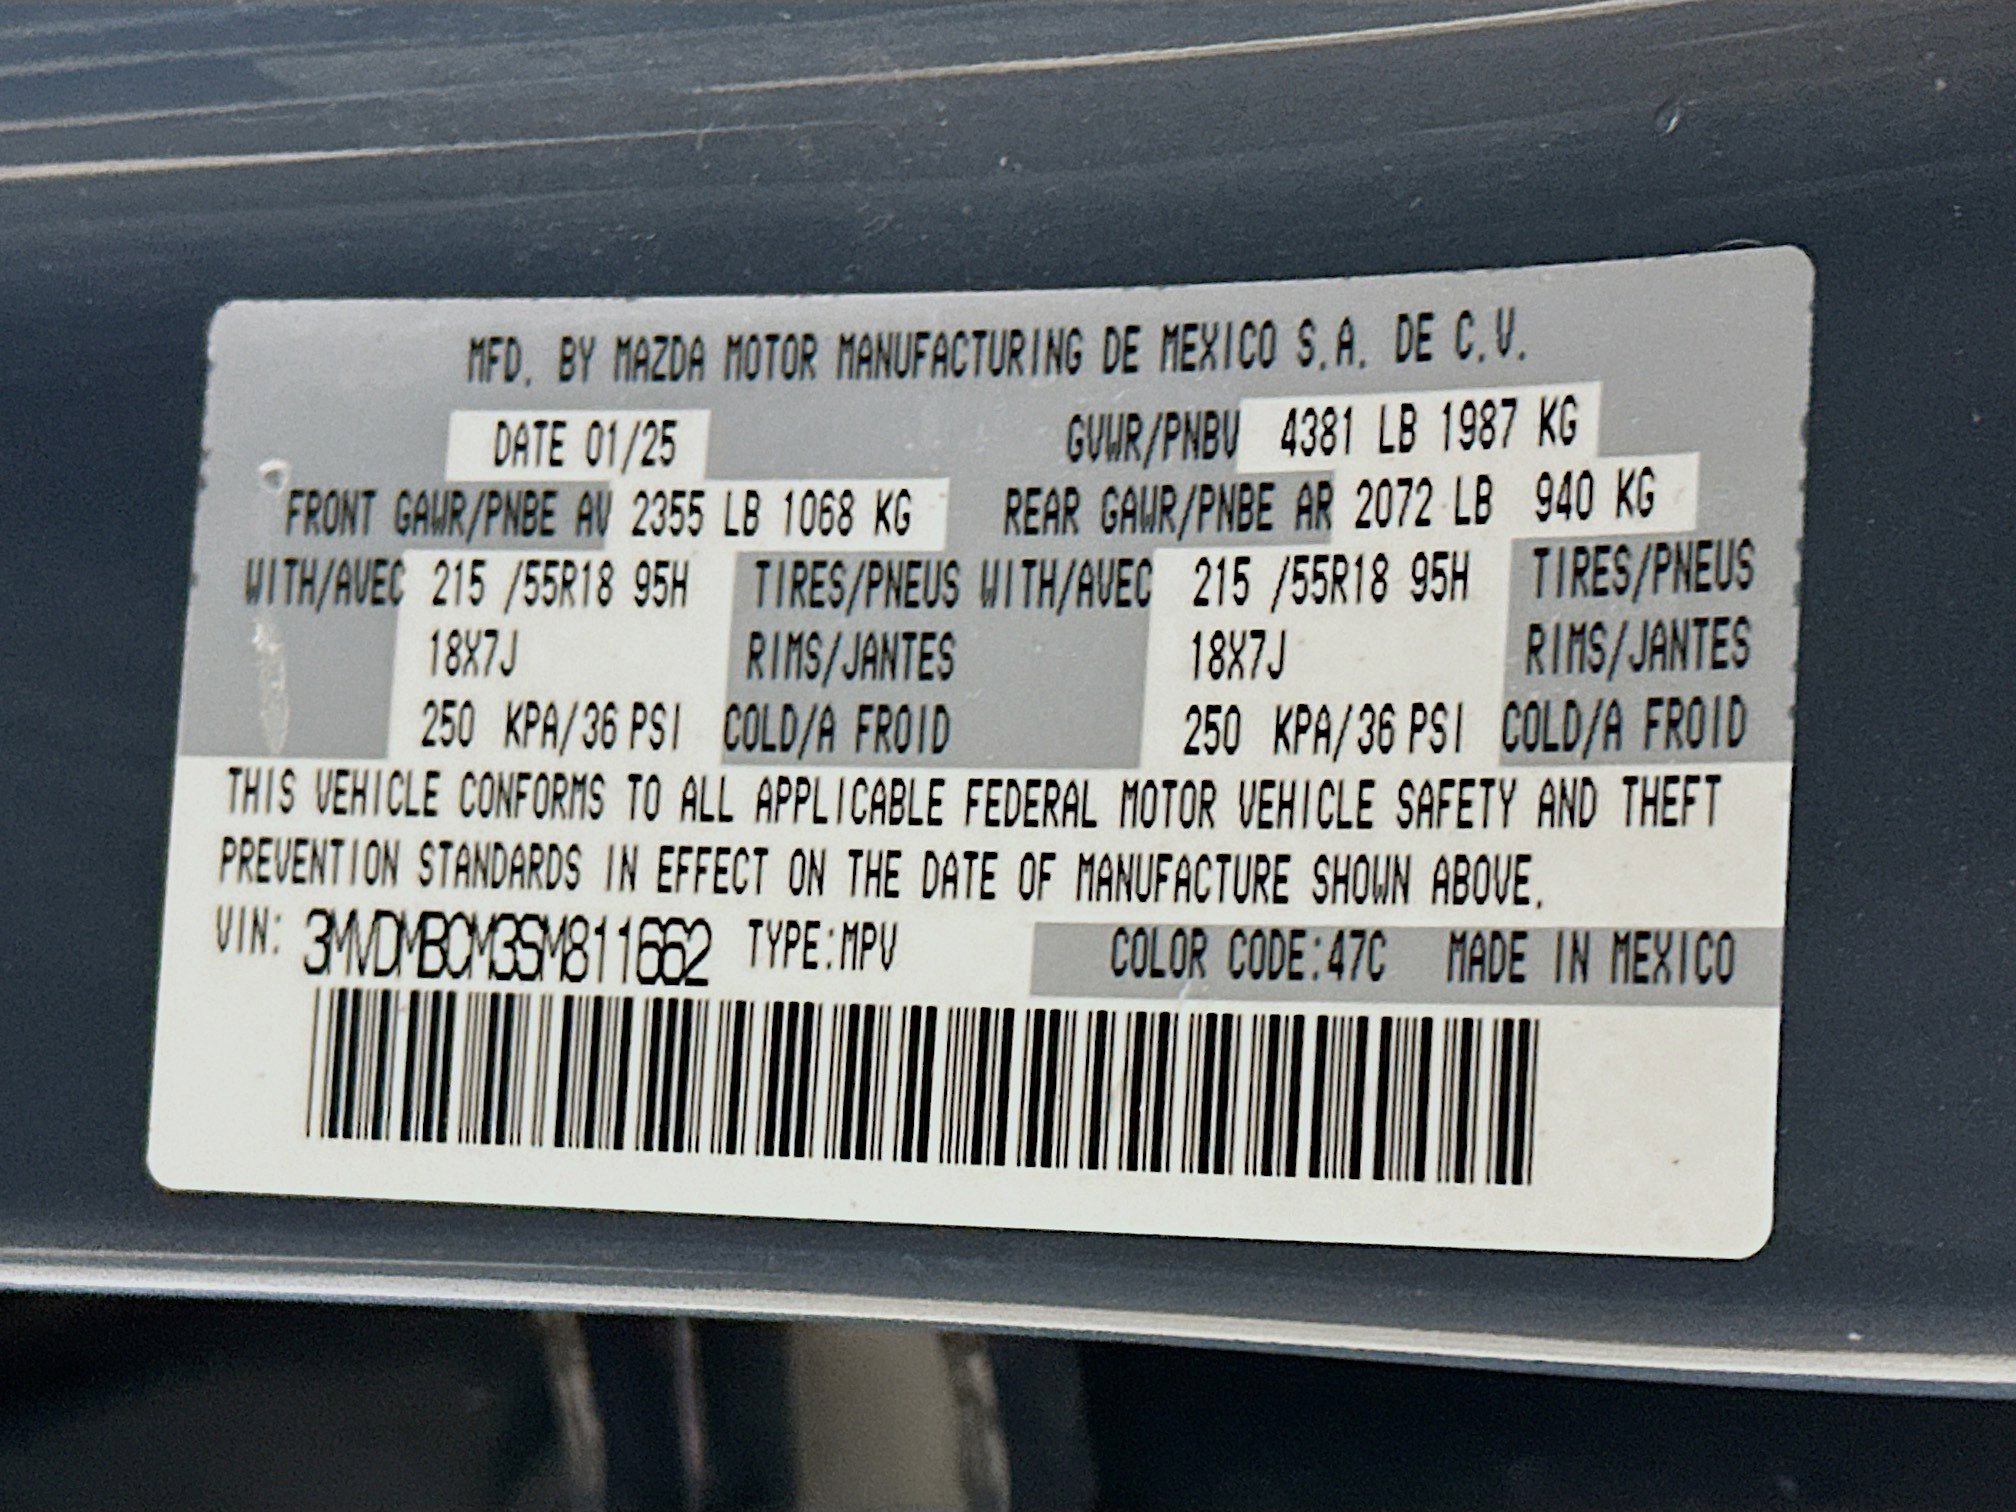 MFD. BY MAZDA MOTOR MANUFACTURING DE MEXICO S.A. DE C.V.
DATE 01/25 GVWR/PNBV 4381 LB 1987 KG
FRONT GAWR/PNBE AV 2355 LB 1068 KG REAR GAWR/PNBE AR 2072 LB 940 KG
WITH/AVEC 215 /55R18 95H TIRES/PNEUS WITH/AVEC 215 /55R18 95H TIRES/PNEUS
18X7J RIMS/JANTES 18X7J RIMS/JANTES
250 KPA/36 PSI COLD/A FROID 250 KPA/36 PSI COLD/A FROID
THIS VEHICLE CONFORMS TO ALL APPLICABLE FEDERAL MOTOR VEHICLE SAFETY AND THEFT
PREVENTION STANDARDS IN EFFECT ON THE DATE OF MANUFACTURE SHOWN ABOVE.
VIN: 3MVDMBCM3SM811662 TYPE:MPV COLOR CODE:47C MADE IN MEXICO